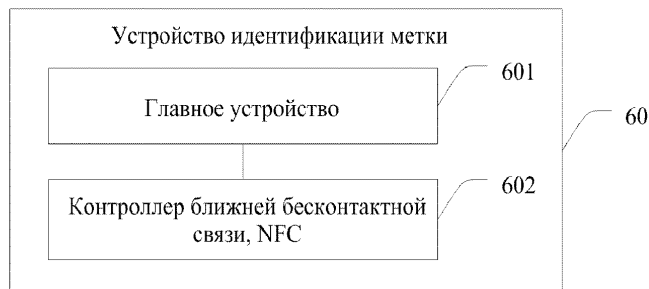 Устройство идентификации метки
601
Главное устройство
60
602
Контроллер ближней бесконтактной
связи, NFC